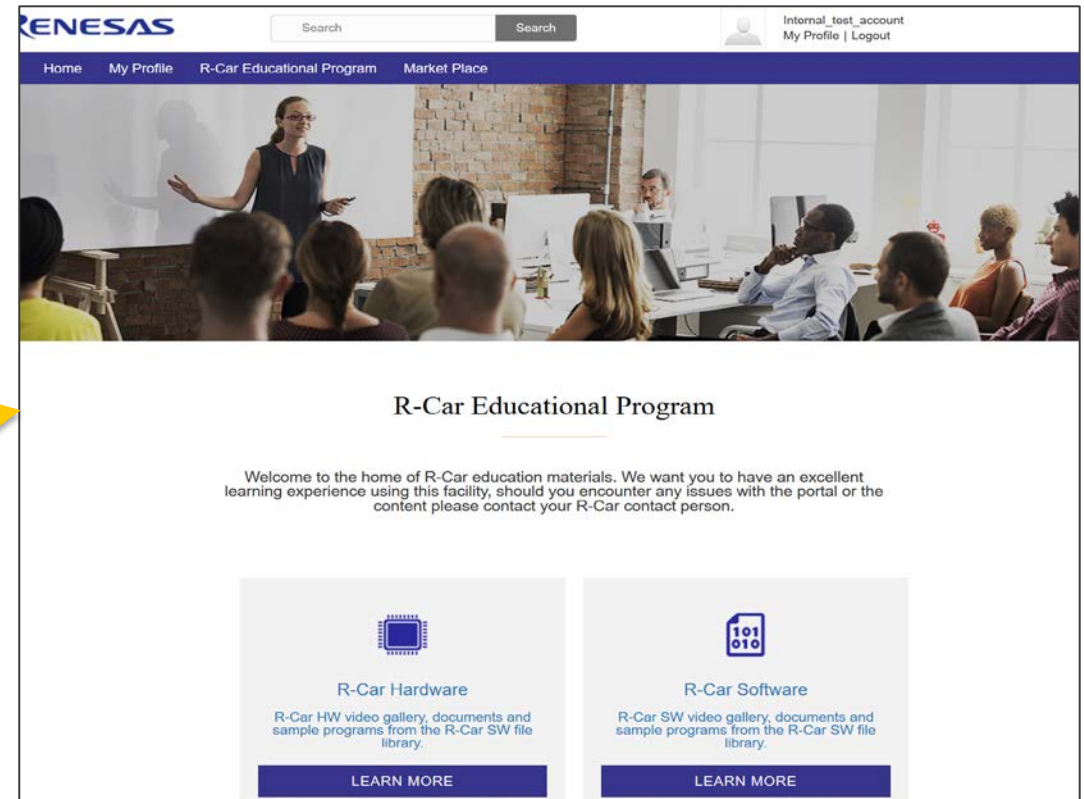 RENESAS
Search
Search
Internal_test_account
My Profile | Logout
Home My Profile R-Car Educational Program Market Place
R-Car Educational Program
Welcome to the home of R-Car education materials. We want you to have an excellent
learning experience using this facility, should you encounter any issues with the portal or the
content please contact your R-Car contact person.
101
010
R-Car Hardware
R-Car HW video gallery, documents and
sample programs from the R-Car SW file
library.
LEARN MORE
R-Car Software
R-Car SW video gallery, documents and
sample programs from the R-Car SW file
library.
LEARN MORE